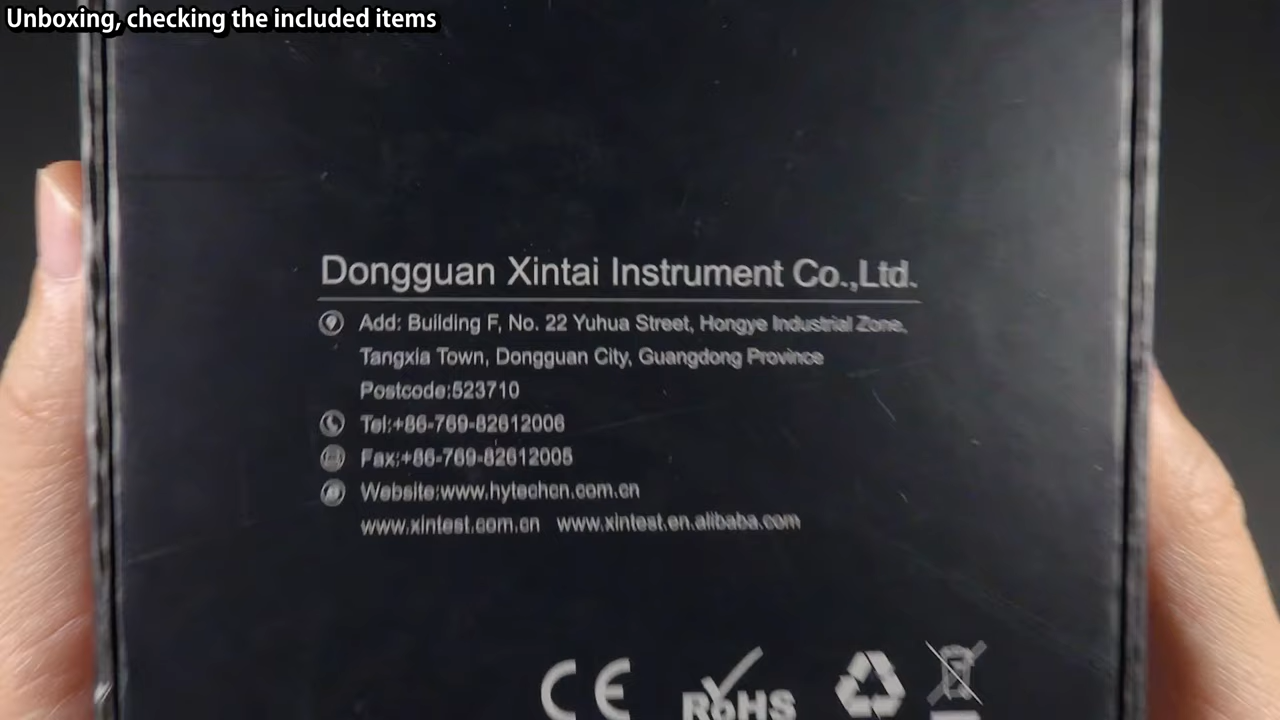 Unboxing, checking the included items
Dongguan Xintai Instrument Co.,Ltd.
Add: Building F, No. 22 Yuhua Street, Hongye Industrial Zone,
Tangxia Town, Dongguan City, Guangdong Province
Postcode:523710
Tel:+86-769-82612006
Fax:+86-769-82612005
Website:www.hytechcn.com.cn
www.xintest.com.cn www.xintest.en.alibaba.com
CE RoHS